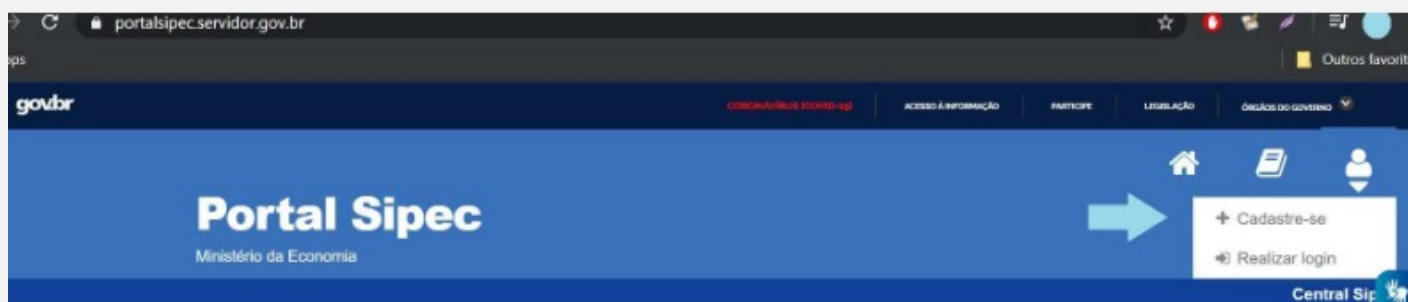 portalsipec.servidor.gov.br
Outros favorit
gov.br
CORONAVÍRUS (COVID-19)
ACESSO À INFORMAÇÃO
PARTICIPE
LEGISLAÇÃO
ÓRGÃOS DO GOVERNO
Portal Sipec
Ministério da Economia
+ Cadastre-se
Realizar login
Central Sip